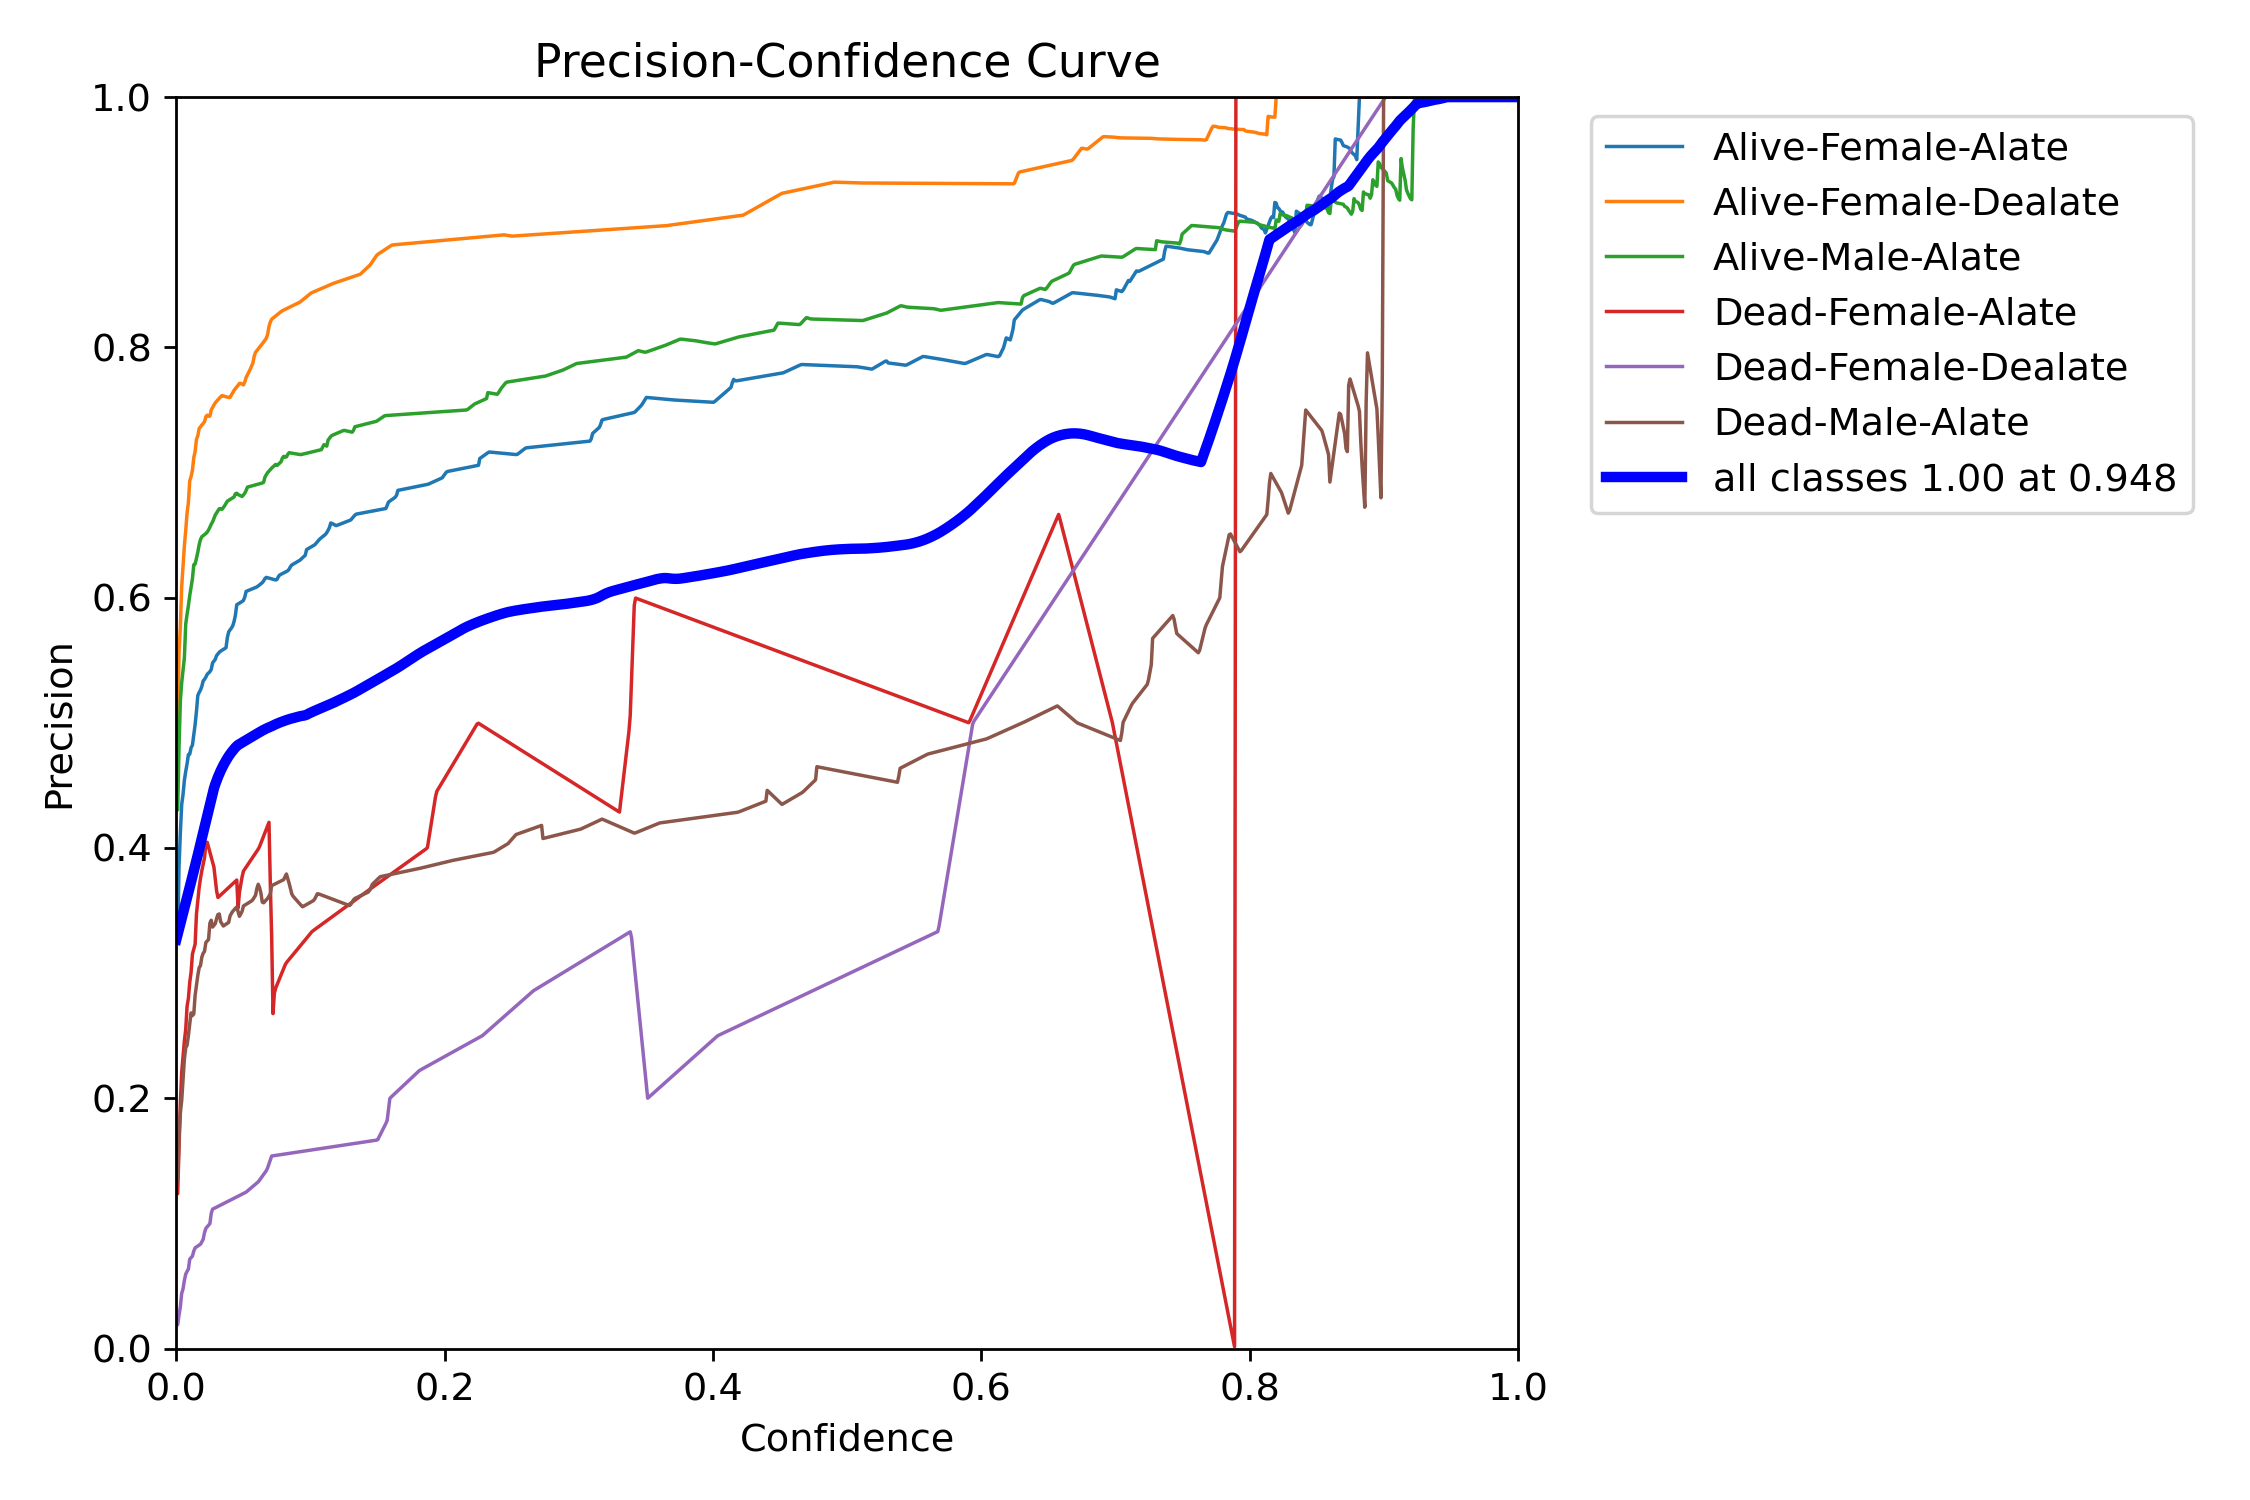 Precision-Confidence Curve
1.0
0.8
0.6
0.4
0.2
0.0
Precision
0.0 0.2 0.4 0.6 0.8 1.0
Confidence
Alive-Female-Alate
Alive-Female-Dealate
Alive-Male-Alate
Dead-Female-Alate
Dead-Female-Dealate
Dead-Male-Alate
all classes 1.00 at 0.948